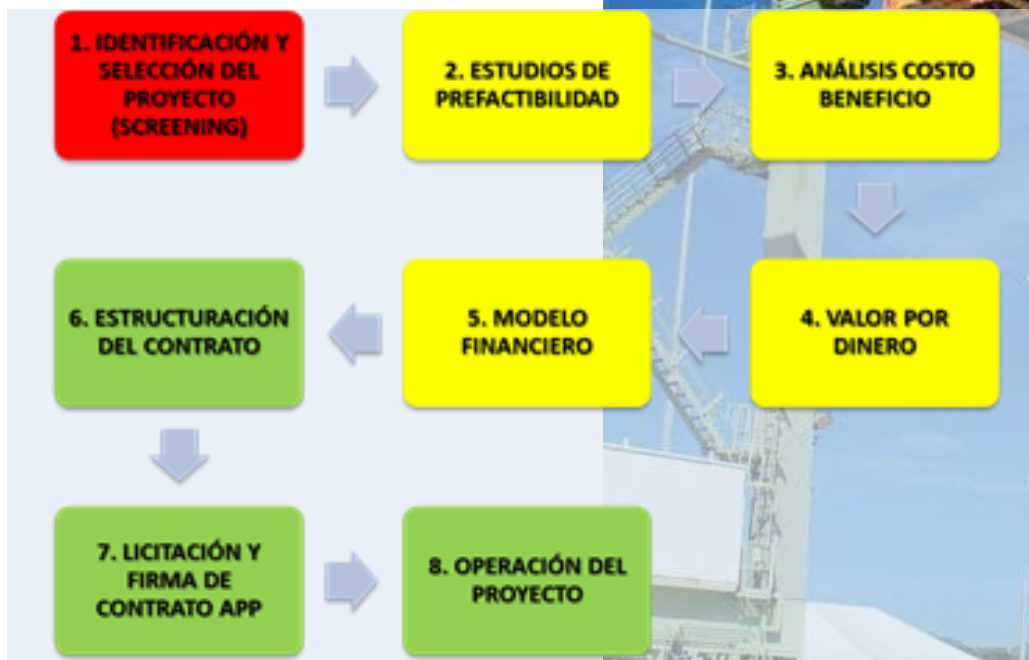 1. IDENTIFICACIÓN Y
SELECCIÓN DEL
PROYECTO
(SCREENING)
2. ESTUDIOS DE
PREFACTIBILIDAD
3. ANÁLISIS COSTO
BENEFICIO
4. VALOR POR
DINERO
5. MODELO
FINANCIERO
6. ESTRUCTURACIÓN
DEL CONTRATO
7. LICITACIÓN Y
FIRMA DE
CONTRATO APP
8. OPERACIÓN DEL
PROYECTO